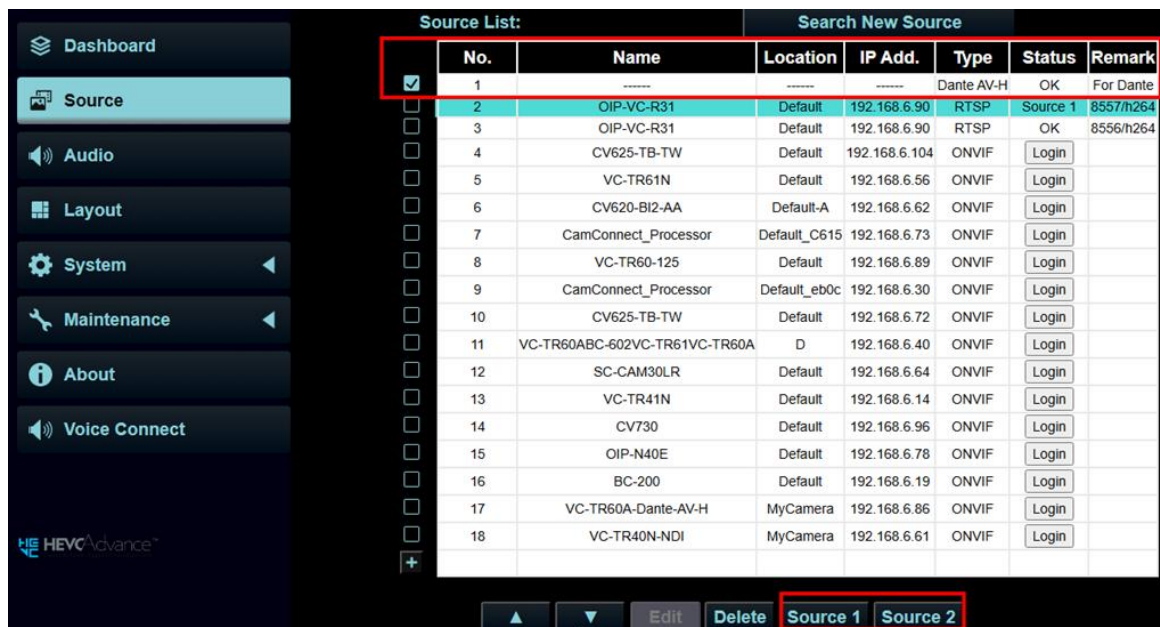 Source List: Search New Source
Dashboard
Source
Audio
Layout
System
Maintenance
About
Voice Connect
HEVC Advance™
No. Name Location IP Add. Type Status Remark
1 ------ ------ ------ Dante AV-H OK For Dante
2 OIP-VC-R31 Default 192.168.6.90 RTSP Source 1 8557/h264
3 OIP-VC-R31 Default 192.168.6.90 RTSP OK 8556/h264
4 CV625-TB-TW Default 192.168.6.104 ONVIF Login
5 VC-TR61N Default 192.168.6.56 ONVIF Login
6 CV620-BI2-AA Default-A 192.168.6.62 ONVIF Login
7 CamConnect_Processor Default_C615 192.168.6.73 ONVIF Login
8 VC-TR60-125 Default 192.168.6.89 ONVIF Login
9 CamConnect_Processor Default_eb0c 192.168.6.30 ONVIF Login
10 CV625-TB-TW Default 192.168.6.72 ONVIF Login
11 VC-TR60ABC-602VC-TR61VC-TR60A D 192.168.6.40 ONVIF Login
12 SC-CAM30LR Default 192.168.6.64 ONVIF Login
13 VC-TR41N Default 192.168.6.14 ONVIF Login
14 CV730 Default 192.168.6.96 ONVIF Login
15 OIP-N40E Default 192.168.6.78 ONVIF Login
16 BC-200 Default 192.168.6.19 ONVIF Login
17 VC-TR60A-Dante-AV-H MyCamera 192.168.6.86 ONVIF Login
18 VC-TR40N-NDI MyCamera 192.168.6.61 ONVIF Login
+
▲ ▼ Edit Delete Source 1 Source 2